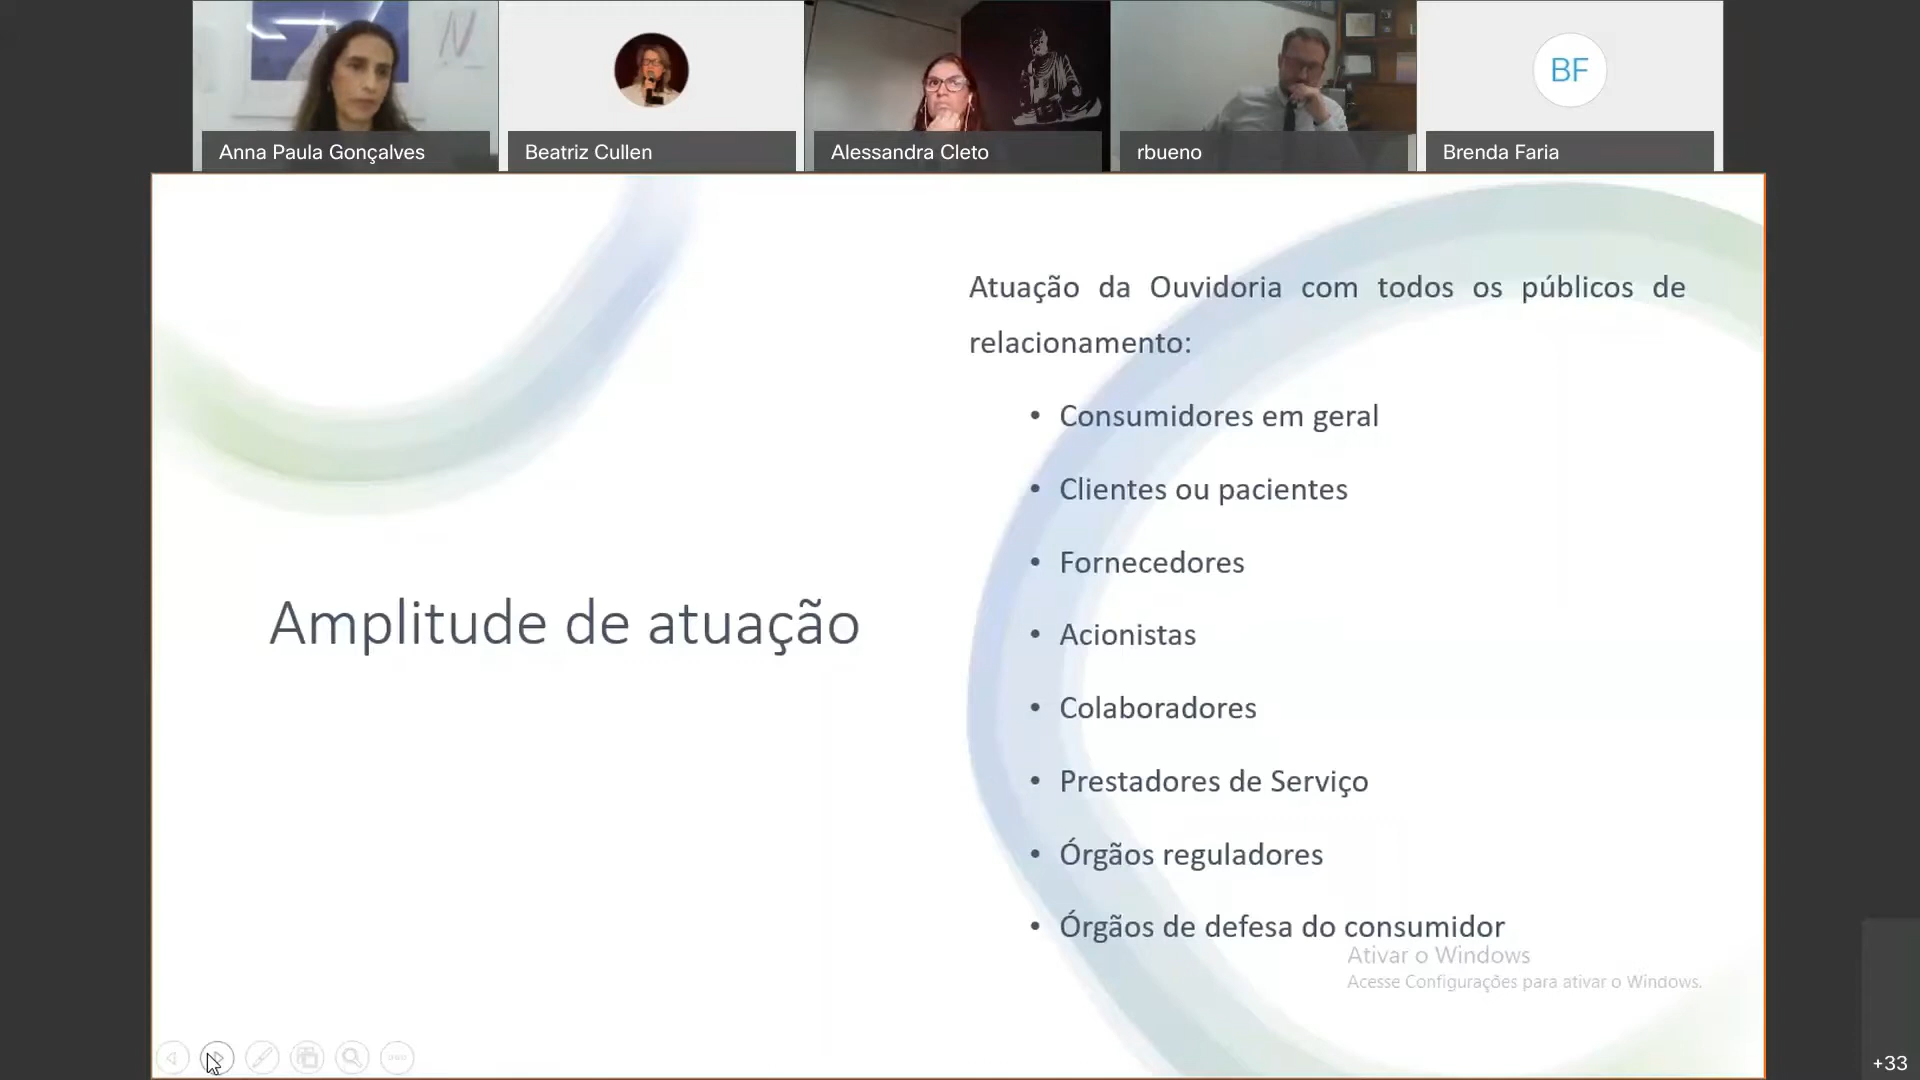 Anna Paula Gonçalves
Beatriz Cullen
Alessandra Cleto
rbueno
BF
Brenda Faria
Atuação da Ouvidoria com todos os públicos de
relacionamento:
• Consumidores em geral
• Clientes ou pacientes
• Fornecedores
Amplitude de atuação
• Acionistas
• Colaboradores
• Prestadores de Serviço
• Órgãos reguladores
• Órgãos de defesa do consumidor
Ativar o Windows
Acesse Configurações para ativar o Windows.
+33